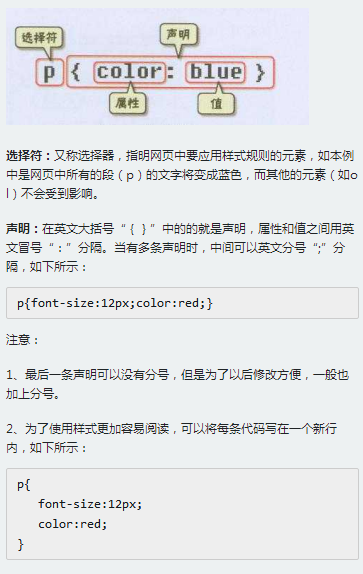 选择符
声明
p { color: blue }
属性
值
选择符：又称选择器，指明网页中要应用样式规则的元素，如本例
中是网页中所有的段（p）的文字将变成蓝色，而其他的元素（如o
l）不会受到影响。
声明：在英文大括号“｛｝”中的的就是声明，属性和值之间用英
文冒号“：”分隔。当有多条声明时，中间可以英文分号“;”分
隔，如下所示：
p{font-size:12px;color:red;}
注意：
1、最后一条声明可以没有分号，但是为了以后修改方便，一般也
加上分号。
2、为了使用样式更加容易阅读，可以将每条代码写在一个新行
内，如下所示：
p{
font-size:12px;
color:red;
}